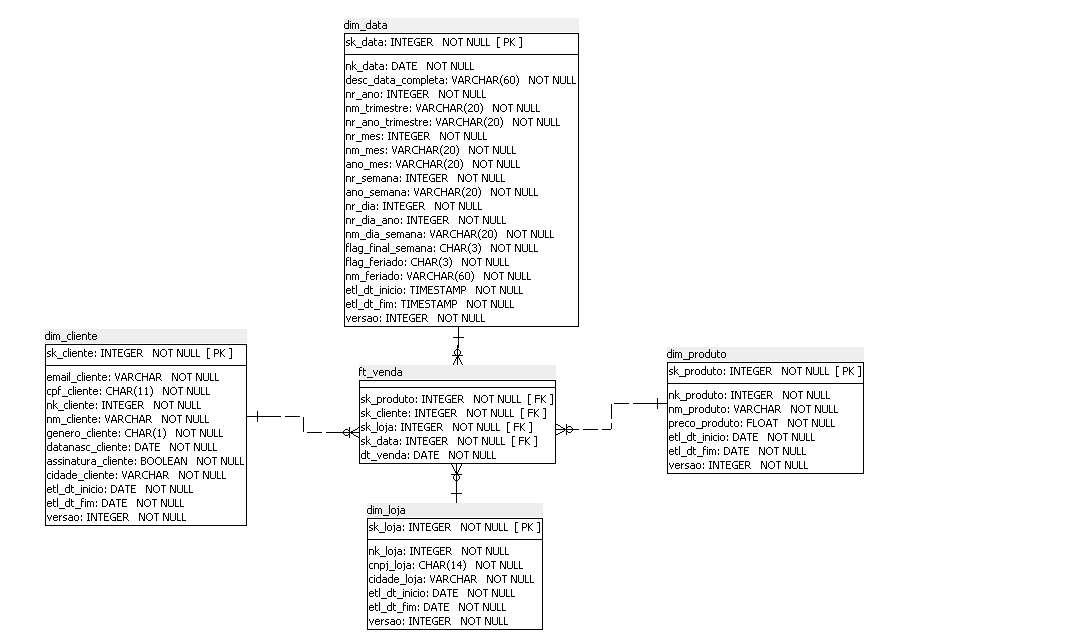 dim_data
sk_data: INTEGER NOT NULL [ PK ]
nk_data: DATE NOT NULL
desc_data_completa: VARCHAR(60) NOT NULL
nr_ano: INTEGER NOT NULL
nm_trimestre: VARCHAR(20) NOT NULL
nr_ano_trimestre: VARCHAR(20) NOT NULL
nr_mes: INTEGER NOT NULL
nm_mes: VARCHAR(20) NOT NULL
ano_mes: VARCHAR(20) NOT NULL
nr_semana: INTEGER NOT NULL
ano_semana: VARCHAR(20) NOT NULL
nr_dia: INTEGER NOT NULL
nr_dia_ano: INTEGER NOT NULL
nm_dia_semana: VARCHAR(20) NOT NULL
flag_final_semana: CHAR(3) NOT NULL
flag_feriado: CHAR(3) NOT NULL
nm_feriado: VARCHAR(60) NOT NULL
etl_dt_inicio: TIMESTAMP NOT NULL
etl_dt_fim: TIMESTAMP NOT NULL
versao: INTEGER NOT NULL
dim_cliente
sk_cliente: INTEGER NOT NULL [ PK ]
email_cliente: VARCHAR NOT NULL
cpf_cliente: CHAR(11) NOT NULL
nk_cliente: INTEGER NOT NULL
nm_cliente: VARCHAR NOT NULL
genero_cliente: CHAR(1) NOT NULL
datanasc_cliente: DATE NOT NULL
assinatura_cliente: BOOLEAN NOT NULL
cidade_cliente: VARCHAR NOT NULL
etl_dt_inicio: DATE NOT NULL
etl_dt_fim: DATE NOT NULL
versao: INTEGER NOT NULL
ft_venda
sk_produto: INTEGER NOT NULL [ FK ]
sk_cliente: INTEGER NOT NULL [ FK ]
sk_loja: INTEGER NOT NULL [ FK ]
sk_data: INTEGER NOT NULL [ FK ]
dt_venda: DATE NOT NULL
dim_produto
sk_produto: INTEGER NOT NULL [ PK ]
nk_produto: INTEGER NOT NULL
nm_produto: VARCHAR NOT NULL
preco_produto: FLOAT NOT NULL
etl_dt_inicio: DATE NOT NULL
etl_dt_fim: DATE NOT NULL
versao: INTEGER NOT NULL
dim_loja
sk_loja: INTEGER NOT NULL [ PK ]
nk_loja: INTEGER NOT NULL
cnpj_loja: CHAR(14) NOT NULL
cidade_loja: VARCHAR NOT NULL
etl_dt_inicio: DATE NOT NULL
etl_dt_fim: DATE NOT NULL
versao: INTEGER NOT NULL